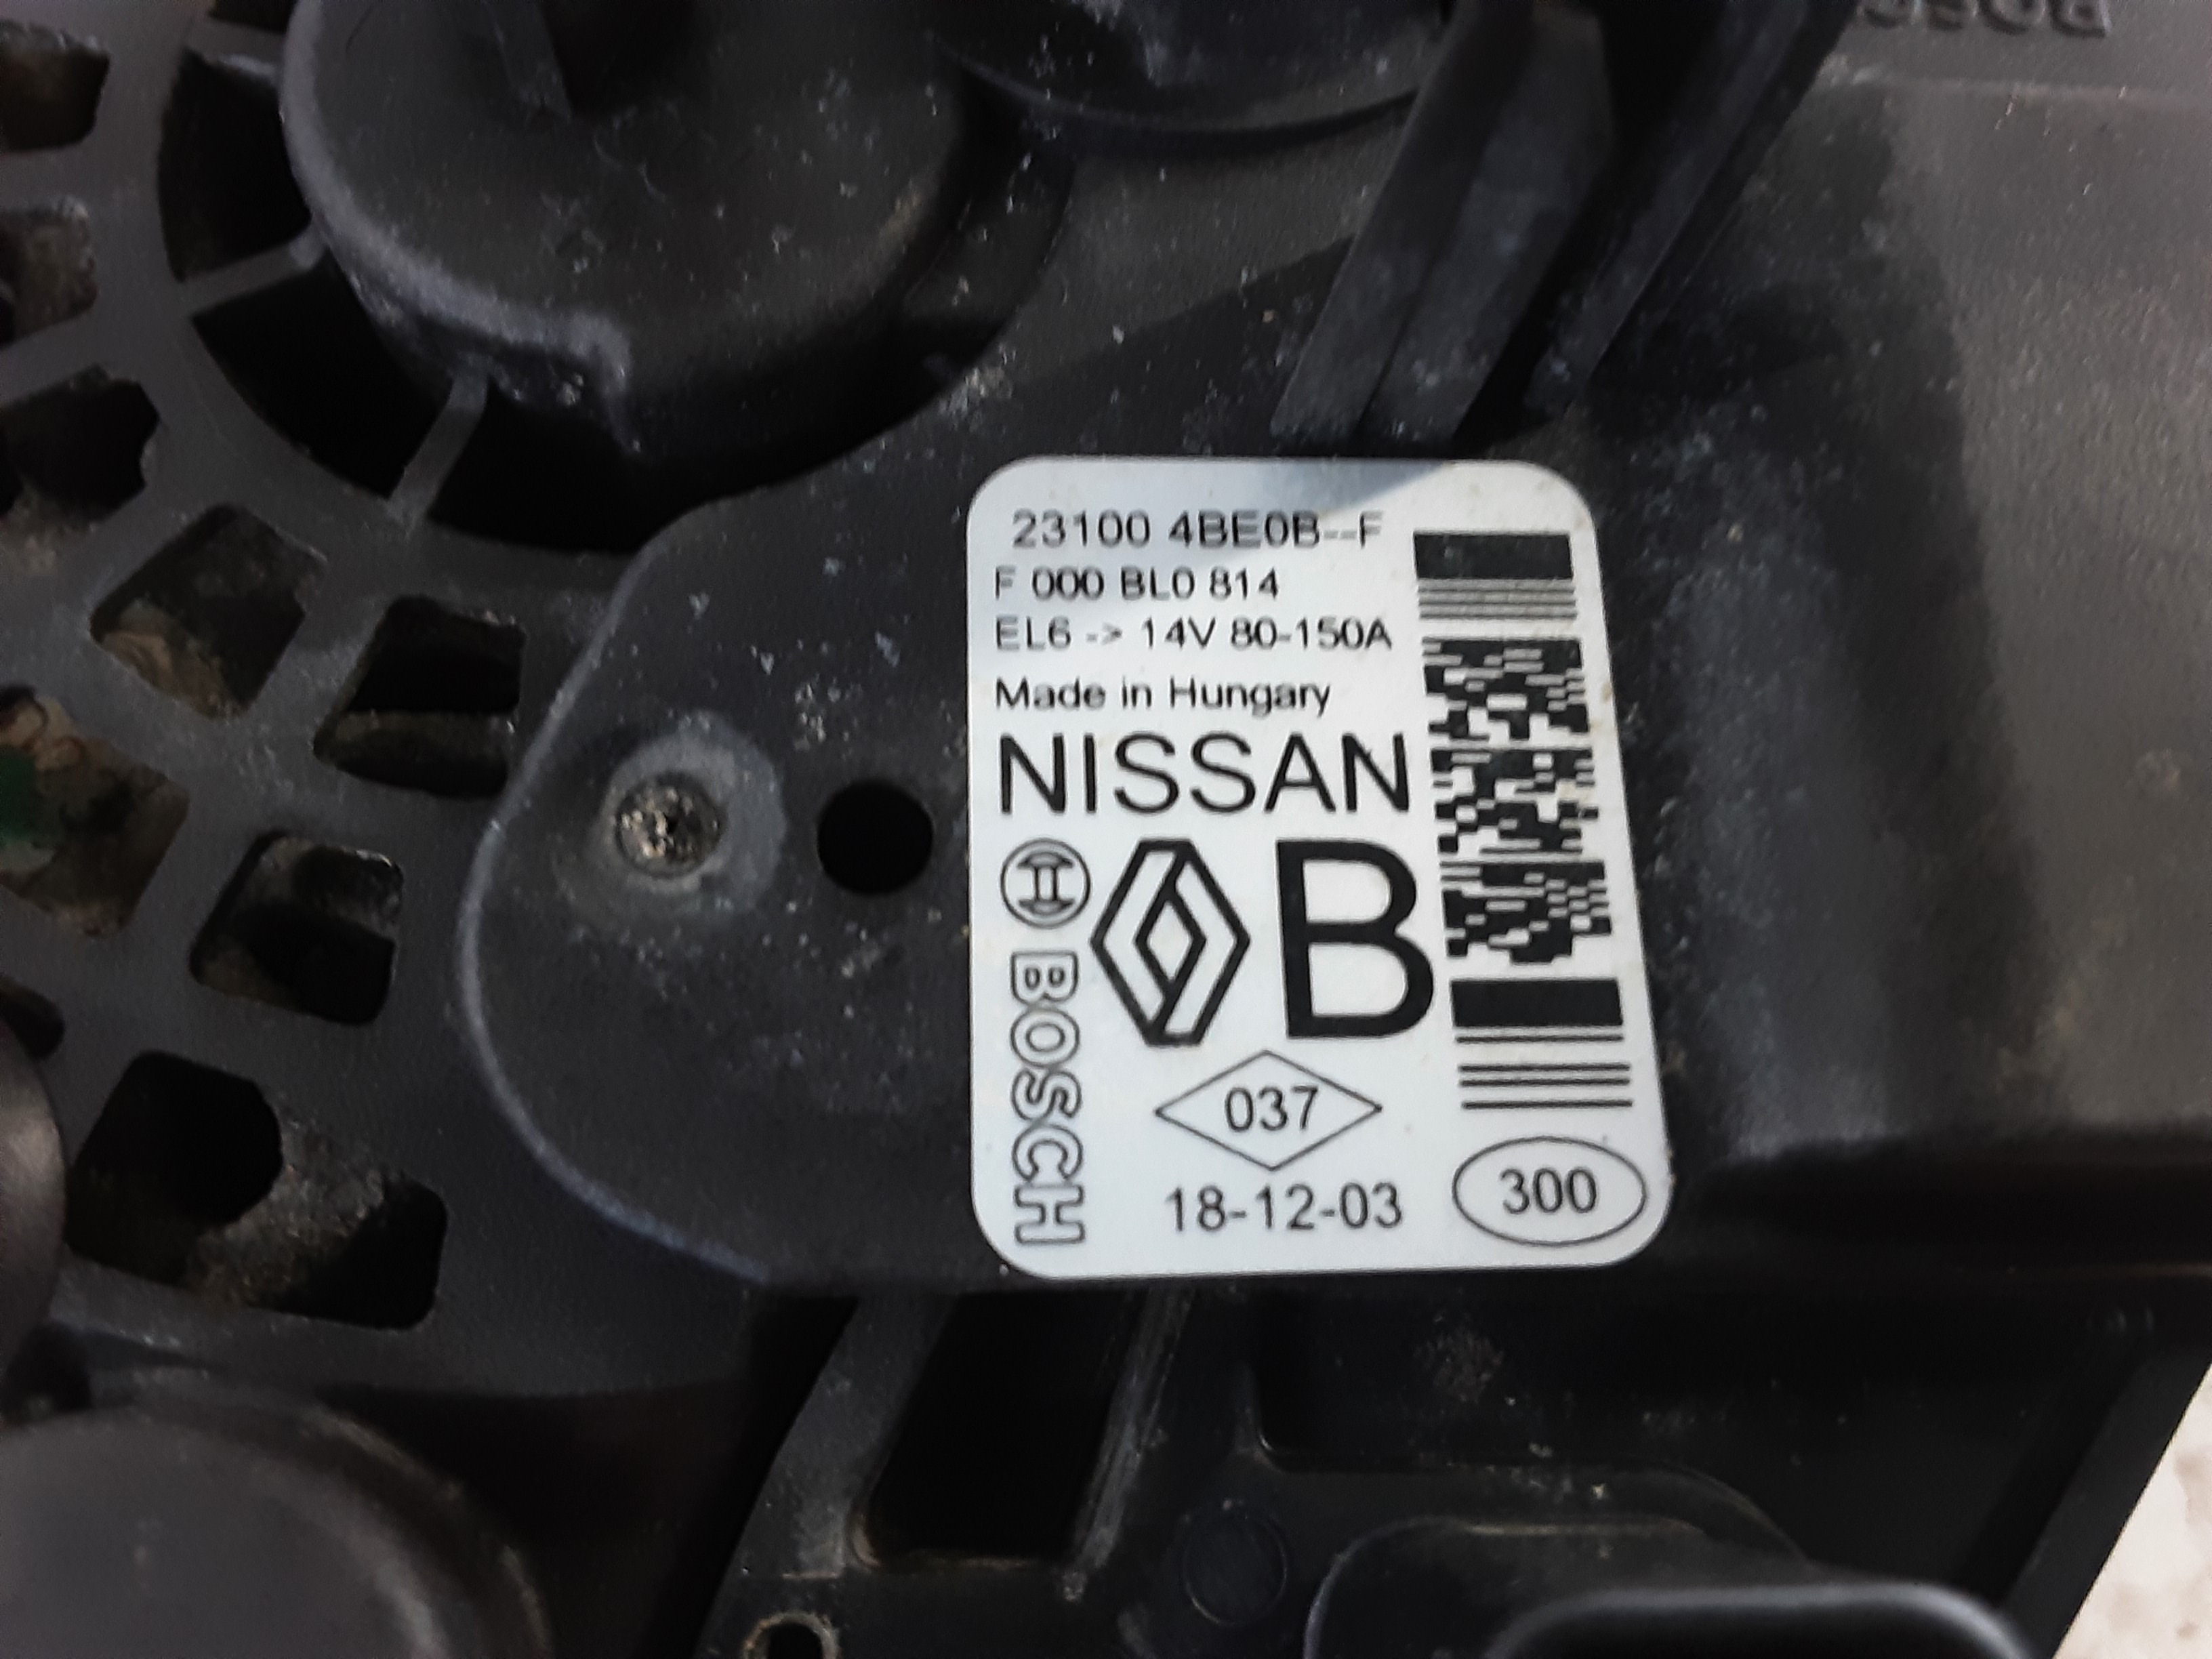 BOSCH
23100 4BE0B--F
F 000 BL0 814
EL6 -> 14V 80-150A
Made in Hungary
NISSAN
B
BOSCH
037
18-12-03
300